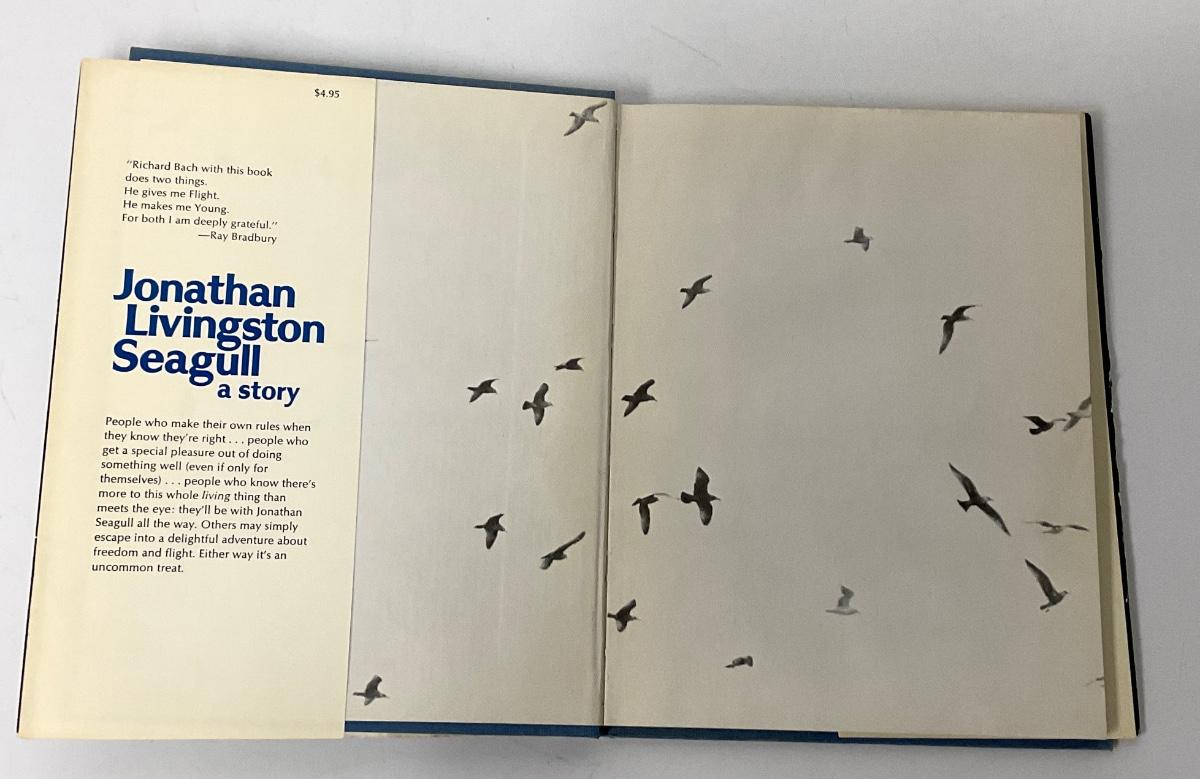 $4.95
"Richard Bach with this book
does two things.
He gives me Flight.
He makes me Young.
For both I am deeply grateful."
—Ray Bradbury
Jonathan
Livingston
Seagull
a story
People who make their own rules when
they know they're right . . . people who
get a special pleasure out of doing
something well (even if only for
themselves) . . . people who know there's
more to this whole living thing than
meets the eye: they'll be with Jonathan
Seagull all the way. Others may simply
escape into a delightful adventure about
freedom and flight. Either way it's an
uncommon treat.